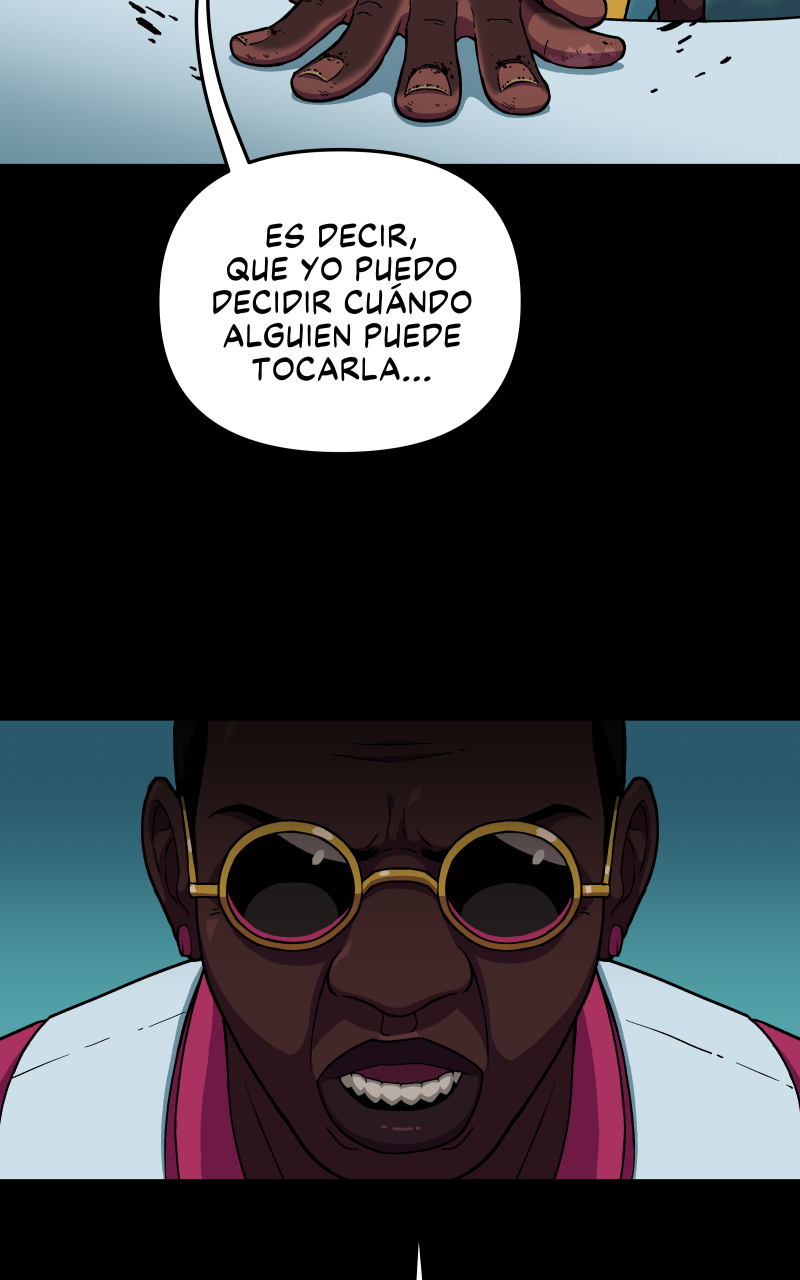 ES DECIR,
QUE YO PUEDO
DECIDIR CUÁNDO
ALGUIEN PUEDE
TOCARLA...